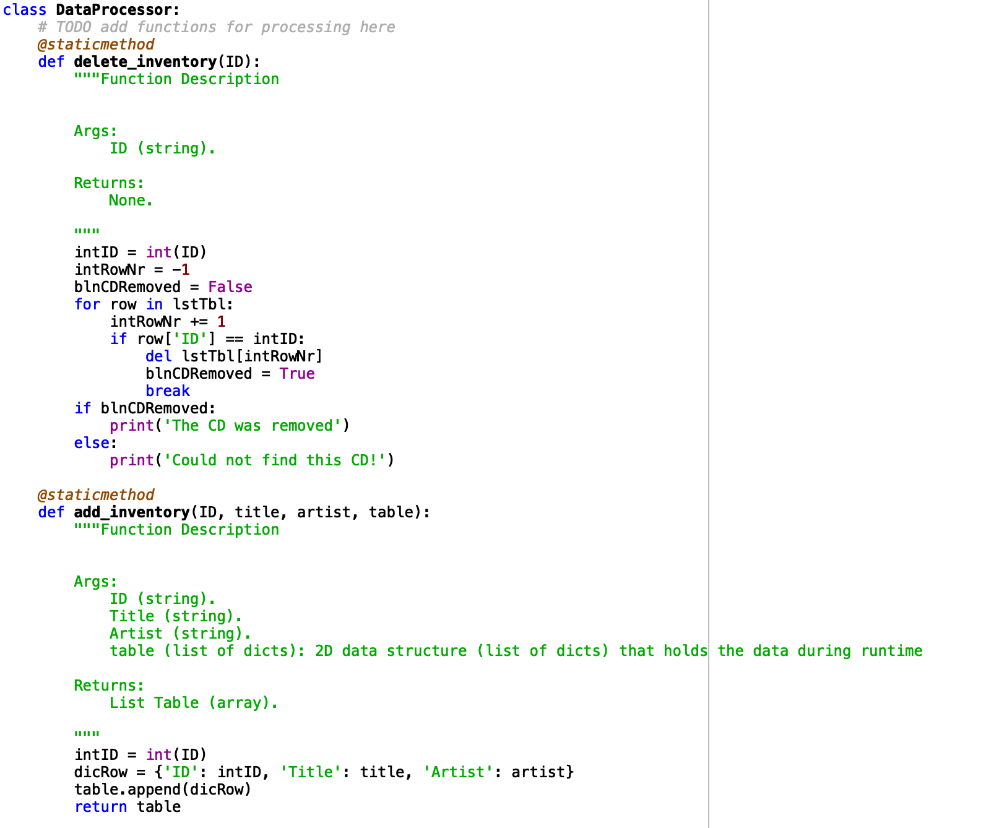 class DataProcessor:
    # TODO add functions for processing here
    @staticmethod
    def delete_inventory(ID):
        """Function Description


        Args:
            ID (string).

        Returns:
            None.

        """
        intID = int(ID)
        intRowNr = -1
        blnCDRemoved = False
        for row in lstTbl:
            intRowNr += 1
            if row['ID'] == intID:
                del lstTbl[intRowNr]
                blnCDRemoved = True
                break
        if blnCDRemoved:
            print('The CD was removed')
        else:
            print('Could not find this CD!')

    @staticmethod
    def add_inventory(ID, title, artist, table):
        """Function Description


        Args:
            ID (string).
            Title (string).
            Artist (string).
            table (list of dicts): 2D data structure (list of dicts) that holds the data during runtime

        Returns:
            List Table (array).

        """
        intID = int(ID)
        dicRow = {'ID': intID, 'Title': title, 'Artist': artist}
        table.append(dicRow)
        return table